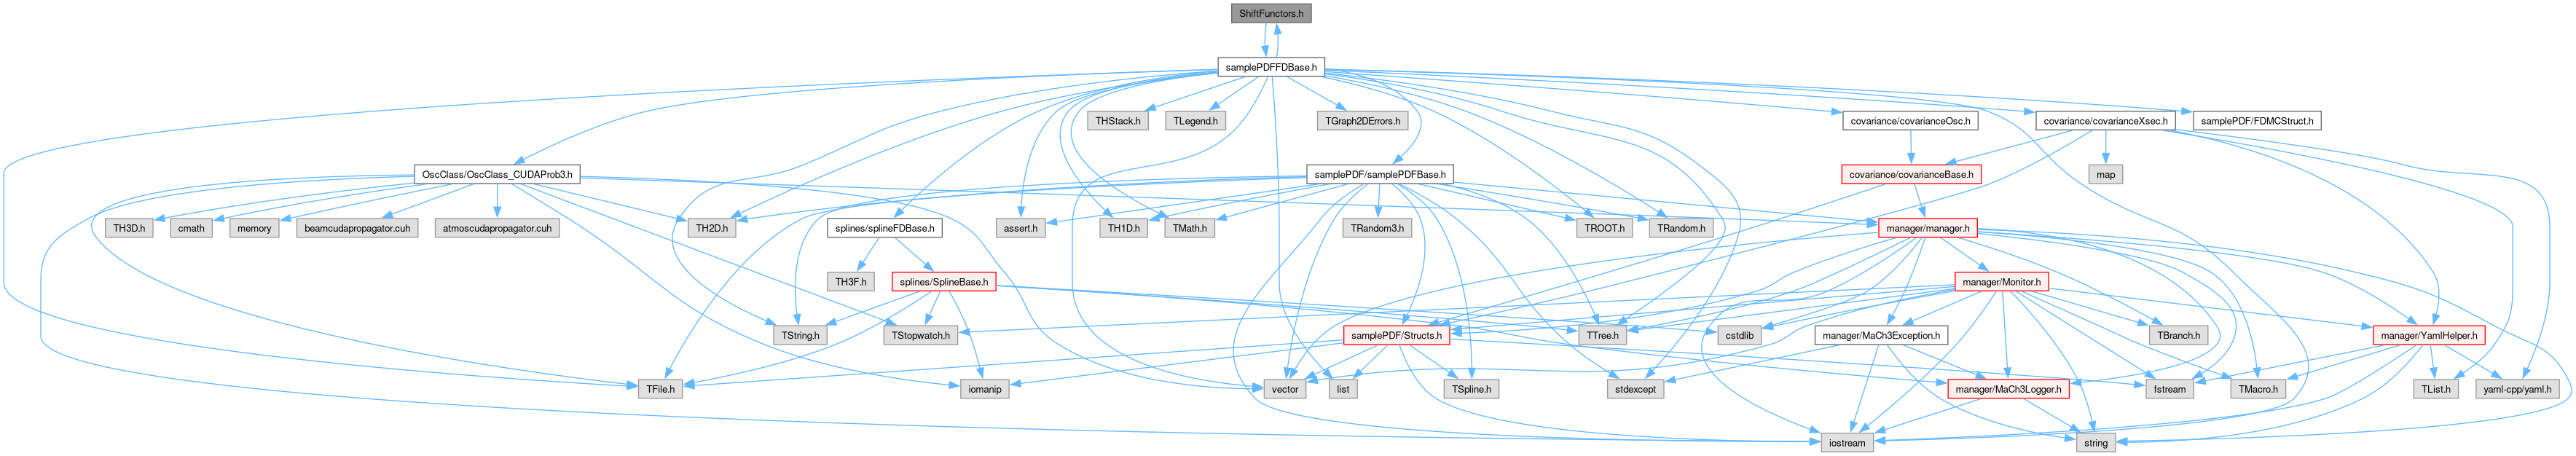 ShiftFunctors.h
samplePDFFDBase.h
THStack.h
TLegend.h
TGraph2DErrors.h
covariance/covarianceOsc.h
covariance/covarianceXsec.h
samplePDF/FDMCStruct.h
OscClass/OscClass_CUDAProb3.h
samplePDF/samplePDFBase.h
covariance/covarianceBase.h
map
TH3D.h
cmath
memory
beamcudapropagator.cuh
atmoscudapropagator.cuh
TH2D.h
splines/splineFDBase.h
assert.h
TH1D.h
TMath.h
TRandom3.h
TROOT.h
TRandom.h
manager/manager.h
TH3F.h
splines/SplineBase.h
manager/Monitor.h
TString.h
TStopwatch.h
samplePDF/Structs.h
TTree.h
cstdlib
manager/MaCh3Exception.h
TBranch.h
manager/YamlHelper.h
TFile.h
iomanip
vector
list
TSpline.h
stdexcept
manager/MaCh3Logger.h
fstream
TMacro.h
TList.h
yaml-cpp/yaml.h
iostream
string